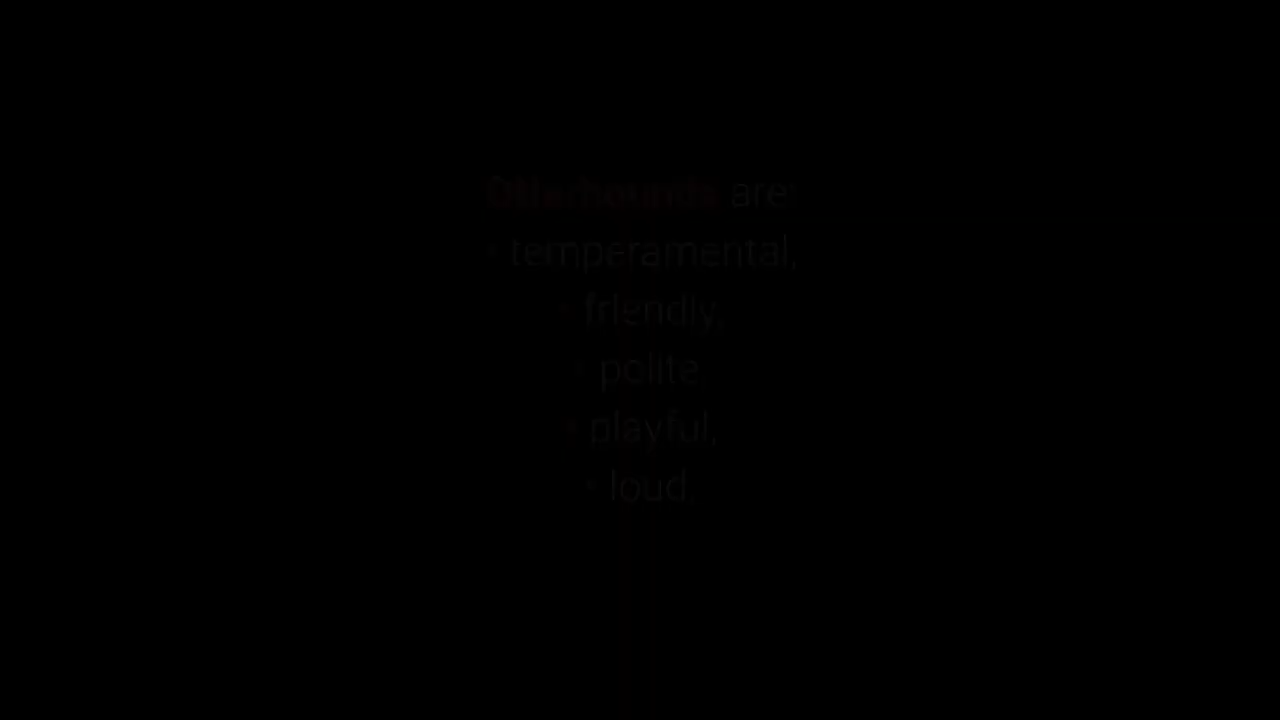 Otterhounds are:
• temperamental,
• friendly,
• polite
• playful,
• loud.